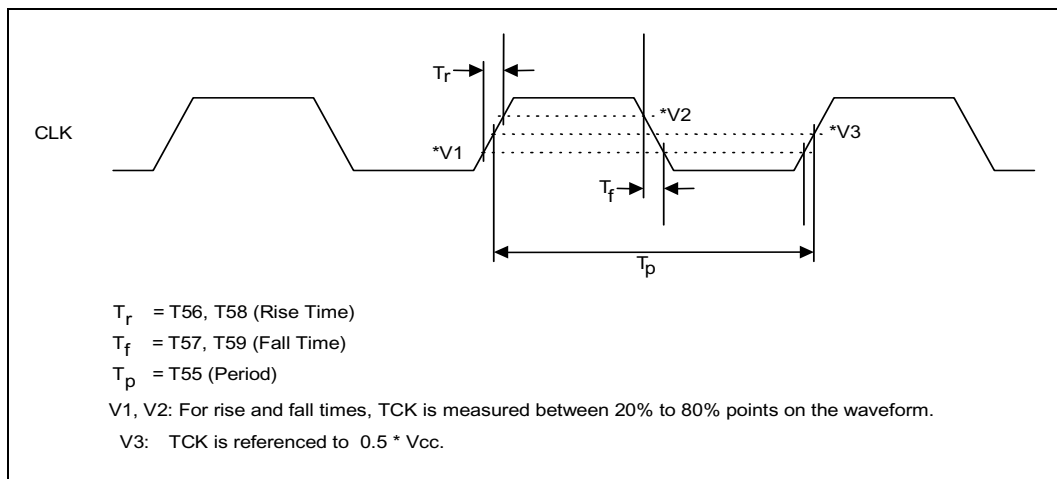 Tr
*V2
CLK
*V3
*V1
Tf
Tp
Tr = T56, T58 (Rise Time)
Tf = T57, T59 (Fall Time)
Tp = T55 (Period)
V1, V2: For rise and fall times, TCK is measured between 20% to 80% points on the waveform.
V3: TCK is referenced to 0.5 * Vcc.